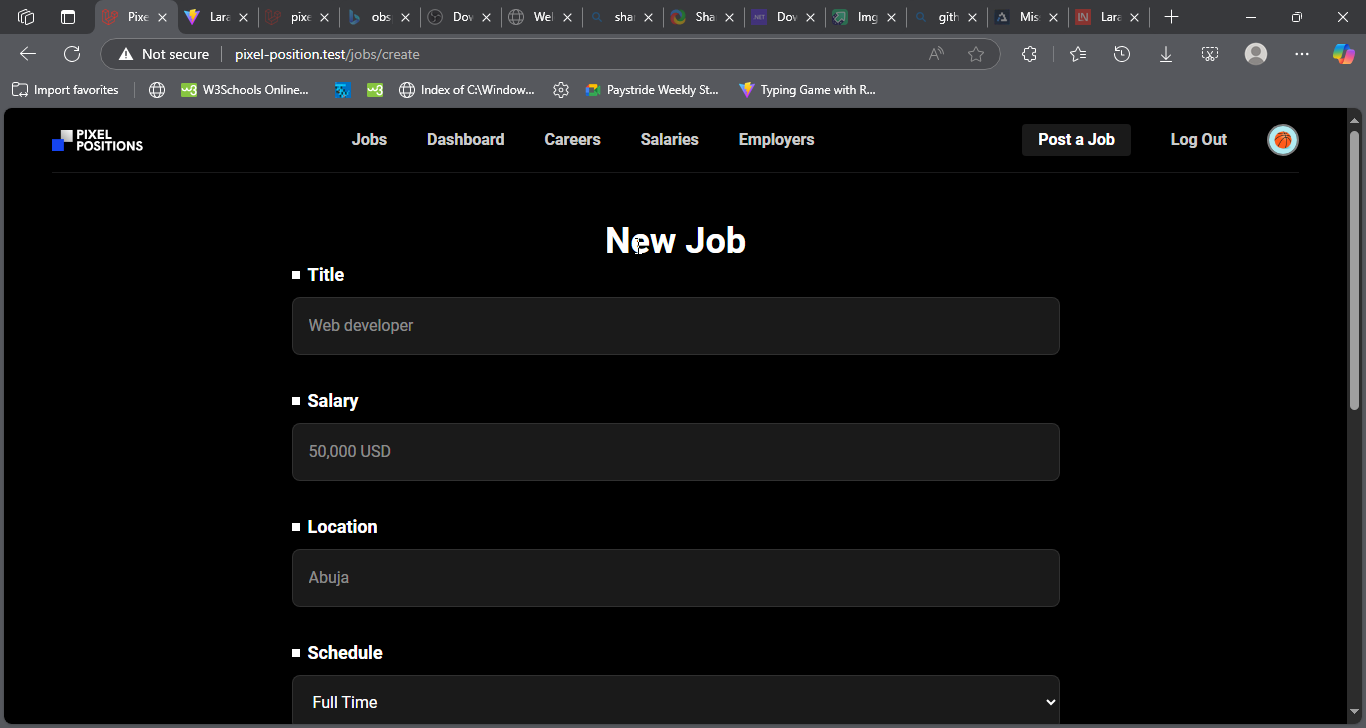 Pixe
Lara
pixe
obs
Dov
Wel
shar
Sha
Dov
Img
gith
Mis
Lara
Not secure
pixel-position.test/jobs/create
Import favorites
W3Schools Online...
Index of C:\Window...
Paystride Weekly St...
Typing Game with R...
PIXEL
POSITIONS
Jobs
Dashboard
Careers
Salaries
Employers
Post a Job
Log Out
New Job
Title
Web developer
Salary
50,000 USD
Location
Abuja
Schedule
Full Time